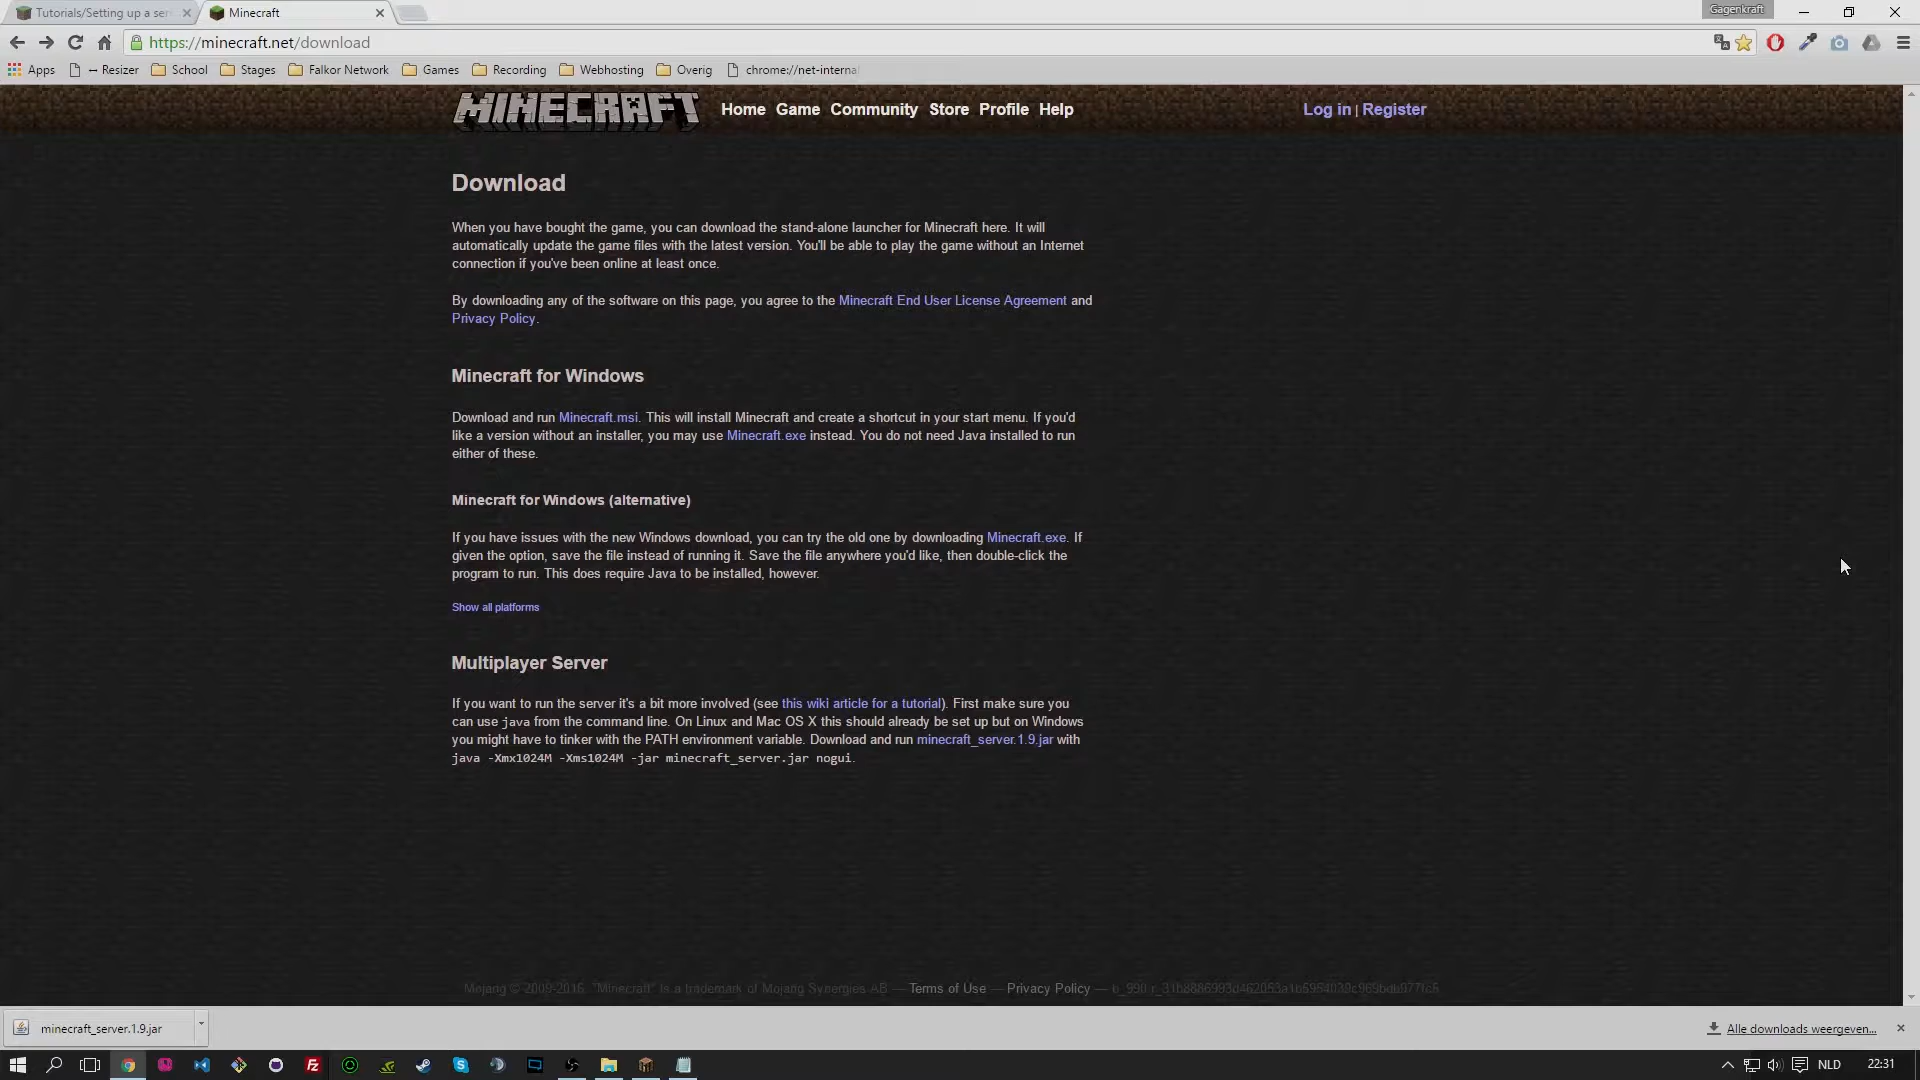 Tutorials/Setting up a ser
Minecraft
Gagenkraft
https://minecraft.net/download
Apps
Resizer
School
Stages
Falkor Network
Games
Recording
Webhosting
Overig
chrome://net-interna
MINECRAFT
Home Game Community Store Profile Help
Log in | Register
Download
When you have bought the game, you can download the stand-alone launcher for Minecraft here. It will
automatically update the game files with the latest version. You'll be able to play the game without an Internet
connection if you've been online at least once.
By downloading any of the software on this page, you agree to the Minecraft End User License Agreement and
Privacy Policy.
Minecraft for Windows
Download and run Minecraft.msi. This will install Minecraft and create a shortcut in your start menu. If you'd
like a version without an installer, you may use Minecraft.exe instead. You do not need Java installed to run
either of these.
Minecraft for Windows (alternative)
If you have issues with the new Windows download, you can try the old one by downloading Minecraft.exe. If
given the option, save the file instead of running it. Save the file anywhere you'd like, then double-click the
program to run. This does require Java to be installed, however.
Show all platforms
Multiplayer Server
If you want to run the server it's a bit more involved (see this wiki article for a tutorial). First make sure you
can use java from the command line. On Linux and Mac OS X this should already be set up but on Windows
you might have to tinker with the PATH environment variable. Download and run minecraft_server.1.9.jar with
java -Xmx1024M -Xms1024M -jar minecraft_server.jar nogui.
Mojang © 2009-2016. "Minecraft" is a trademark of Mojang Synergies AB — Terms of Use — Privacy Policy —
minecraft_server.1.9.jar
Alle downloads weergeven...
NLD
22:31